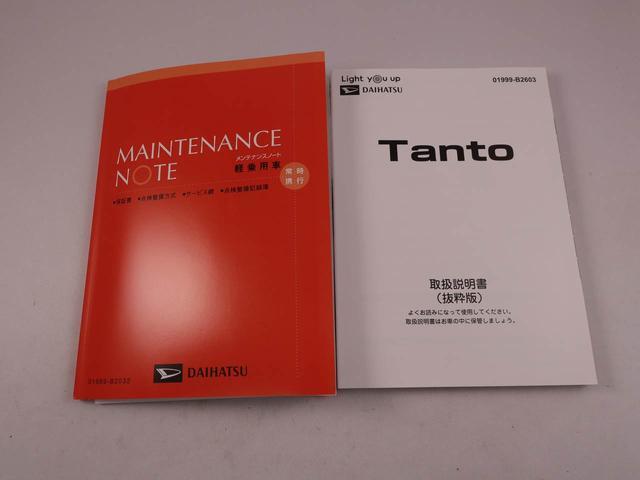 MAINTENANCE
NOTE
メンテナンスノート
軽乗用車
常時
携行
●保証書 ●点検整備方式 ●サービス網 ●点検整備記録簿
DAIHATSU
01999-B2032
Light you up
DAIHATSU
01999-B2603
Tanto
取扱説明書
（抜粋版）
よくお読みになって使用してください。
取扱説明書はお車の中に保管しましょう。